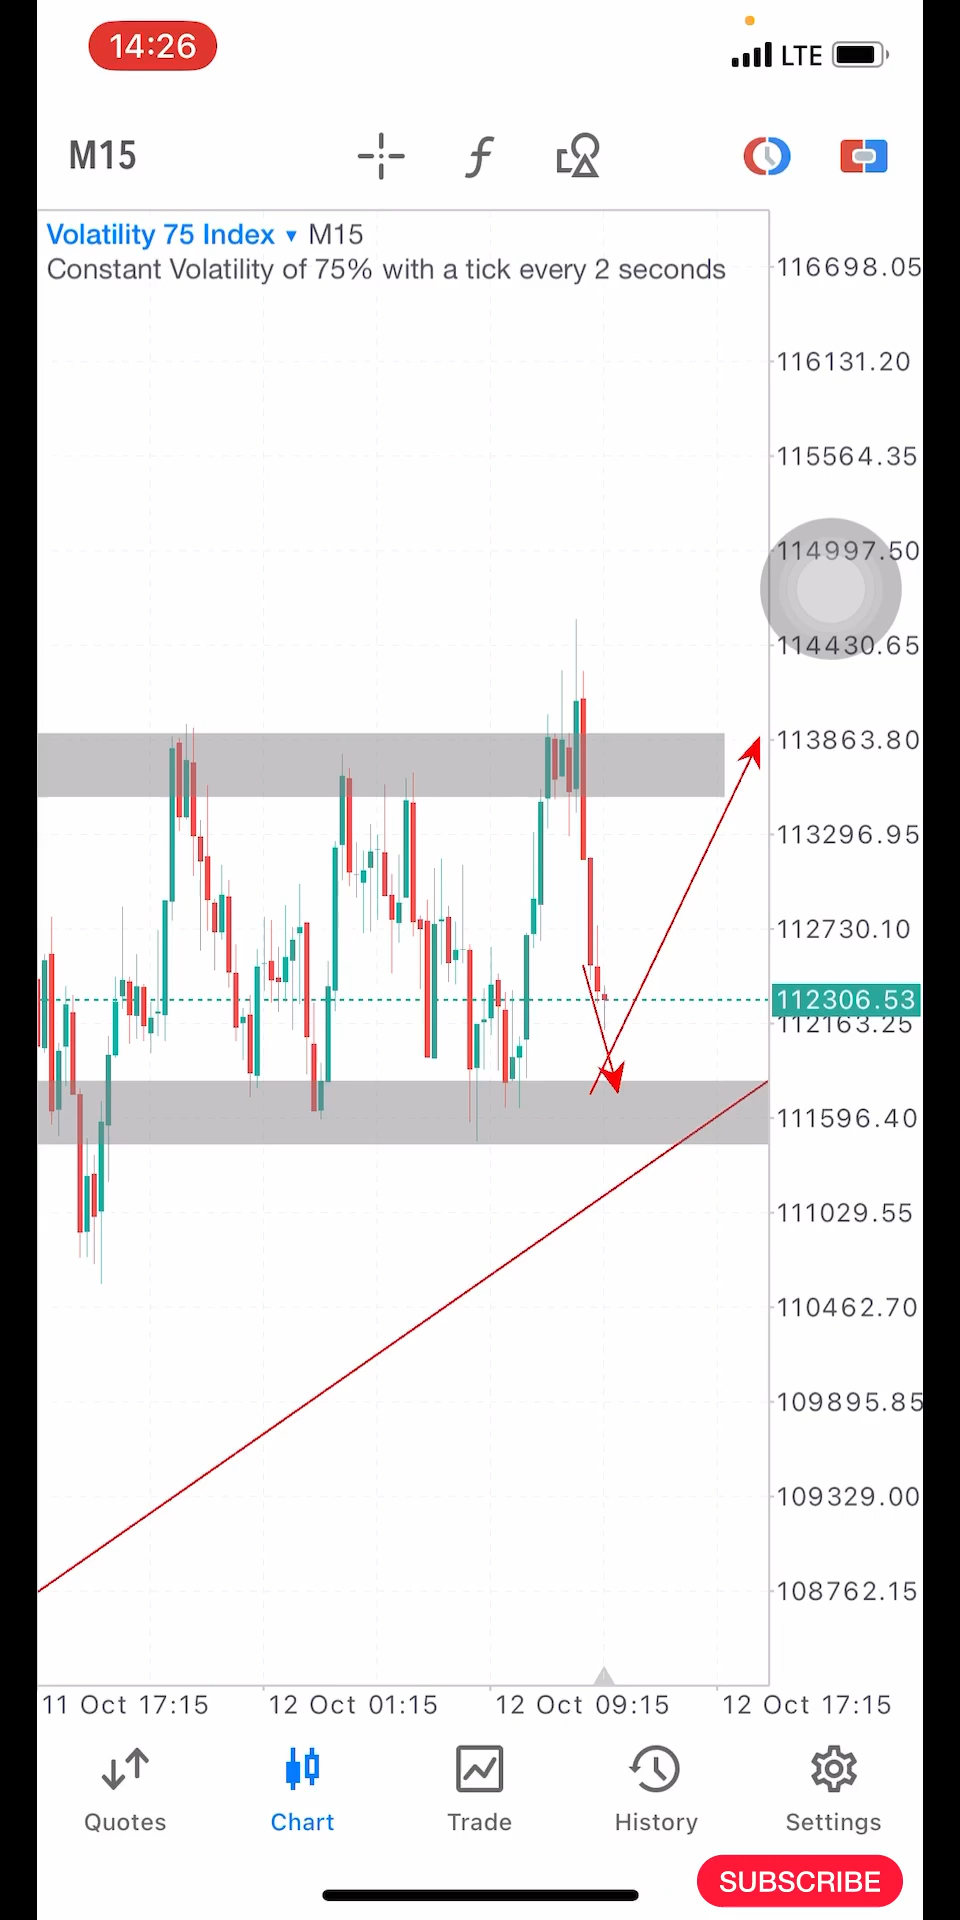 14:26
LTE
M15
f
Volatility 75 Index ▾ M15
Constant Volatility of 75% with a tick every 2 seconds
116698.05
116131.20
115564.35
114997.50
114430.65
113863.80
113296.95
112730.10
112306.53
112163.25
111596.40
111029.55
110462.70
109895.85
109329.00
108762.15
11 Oct 17:15 12 Oct 01:15 12 Oct 09:15 12 Oct 17:15
Quotes Chart Trade History Settings
SUBSCRIBE